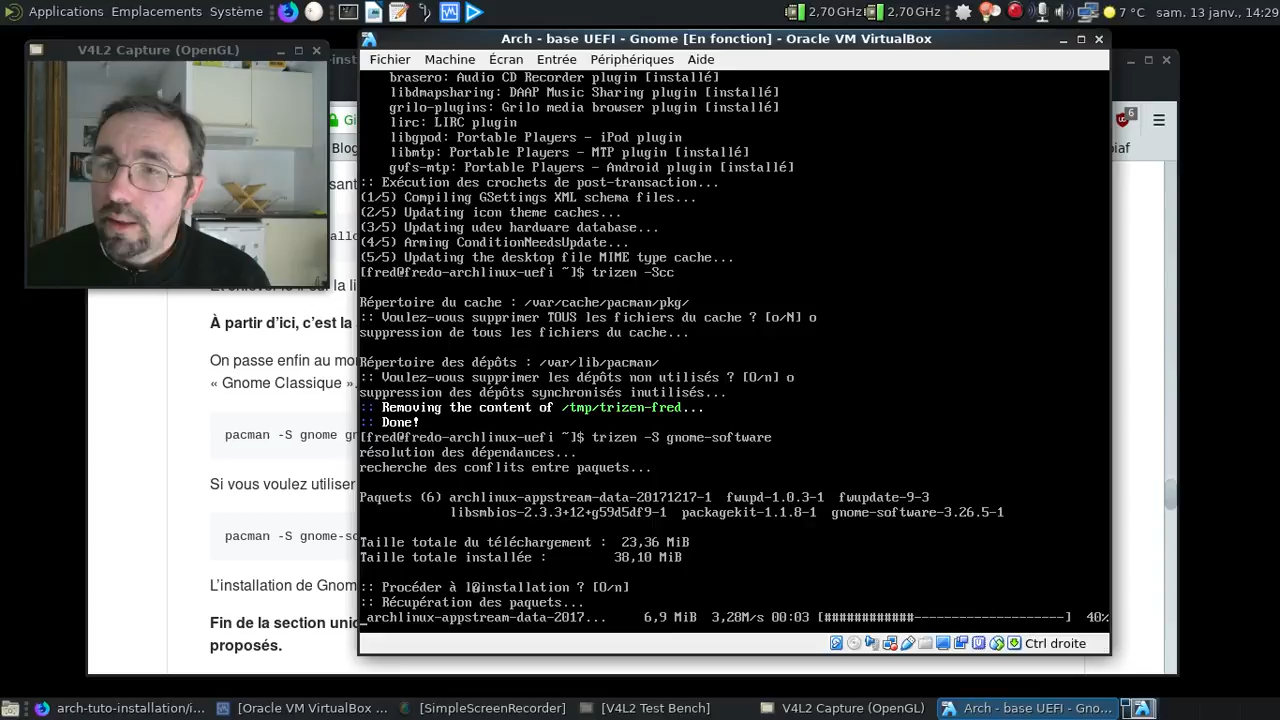 Applications Emplacements Système
2,70 GHz 2,70 GHz
7 °C sam. 13 janv., 14:29
V4L2 Capture (OpenGL)
Arch - base UEFI - Gnome [En fonction] - Oracle VM VirtualBox
Fichier Machine Écran Entrée Périphériques Aide
brasero: Audio CD Recorder plugin [installé]
libdmapsharing: DAAP Music Sharing plugin [installé]
grilo-plugins: Grilo media browser plugin [installé]
lirc: LIRC plugin
libgpod: Portable Players - iPod plugin
libmtp: Portable Players - MTP plugin [installé]
gvfs-mtp: Portable Players - Android plugin [installé]
:: Exécution des crochets de post-transaction...
(1/5) Compiling GSettings XML schema files...
(2/5) Updating icon theme caches...
(3/5) Updating udev hardware database...
(4/5) Arming ConditionNeedsUpdate...
(5/5) Updating the desktop file MIME type cache...
[fred@fredo-archlinux-uefi ~]$ trizen -Scc
Répertoire du cache : /var/cache/pacman/pkg/
:: Voulez-vous supprimer TOUS les fichiers du cache ? [o/N] o
suppression de tous les fichiers du cache...
Répertoire des dépôts : /var/lib/pacman/
:: Voulez-vous supprimer les dépôts non utilisés ? [O/n] o
suppression des dépôts synchronisés inutilisés...
:: Removing the content of /tmp/trizen-fred...
:: Done!
[fred@fredo-archlinux-uefi ~]$ trizen -S gnome-software
résolution des dépendances...
recherche des conflits entre paquets...
Paquets (6) archlinux-appstream-data-20171217-1 fwupd-1.0.3-1 fwupdate-9-3
libsmbios-2.3.3+12+g59d5df9-1 packagekit-1.1.8-1 gnome-software-3.26.5-1
Taille totale du téléchargement : 23,36 MiB
Taille totale installée : 38,10 MiB
:: Procéder à l�installation ? [O/n]
:: Récupération des paquets...
archlinux-appstream-data-2017... 6,9 MiB 3,28M/s 00:03 [############---------------------] 40%
Ctrl droite
Gi
Blog
6
iaf
À partir d'ici, c'est la
On passe enfin au mo
« Gnome Classique ».
pacman -S gnome gn
Si vous voulez utiliser
pacman -S gnome-so
L'installation de Gnom
Fin de la section uniq
proposés.
arch-tuto-installation/i...
[Oracle VM VirtualBox ...
[SimpleScreenRecorder]
[V4L2 Test Bench]
V4L2 Capture (OpenGL)
Arch - base UEFI - Gno...